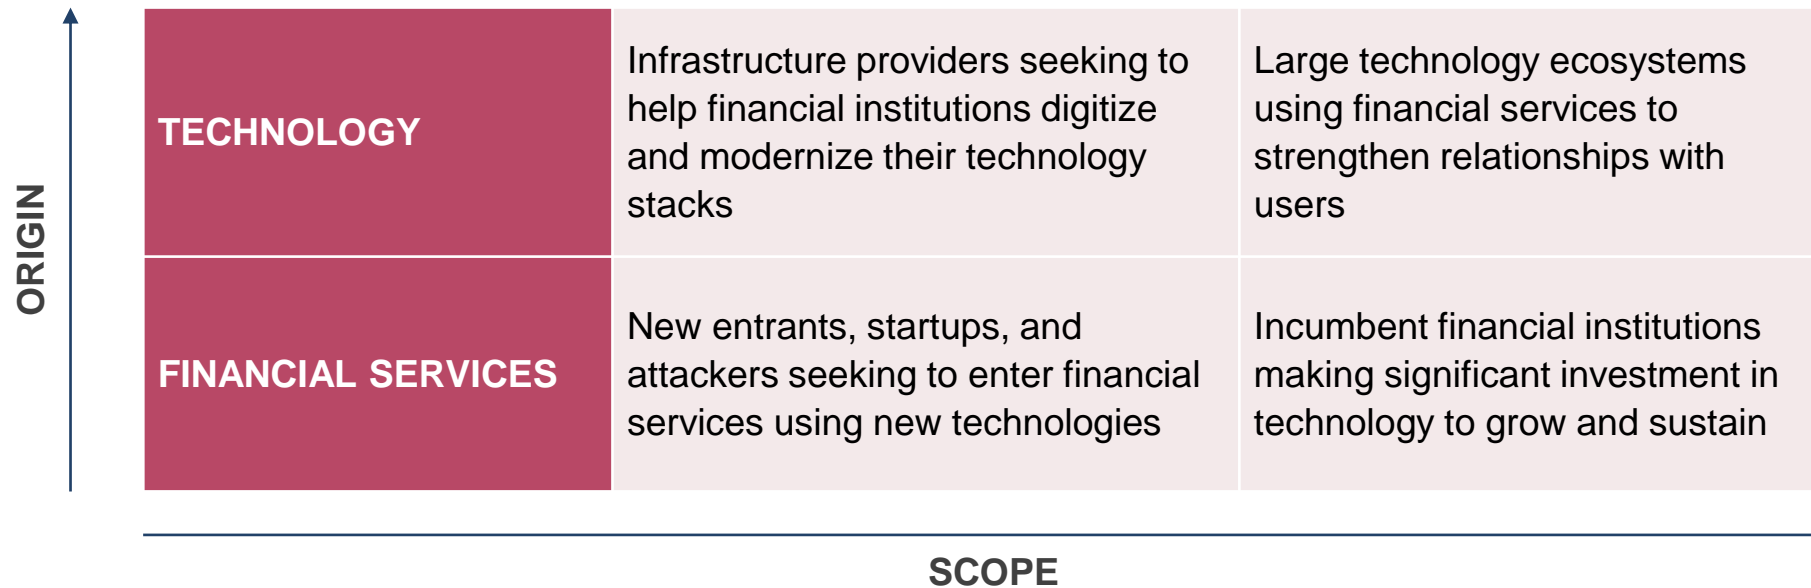 ORIGIN
TECHNOLOGY
Infrastructure providers seeking to
help financial institutions digitize
and modernize their technology
stacks
Large technology ecosystems
using financial services to
strengthen relationships with
users
FINANCIAL SERVICES
New entrants, startups, and
attackers seeking to enter financial
services using new technologies
Incumbent financial institutions
making significant investment in
technology to grow and sustain
SCOPE